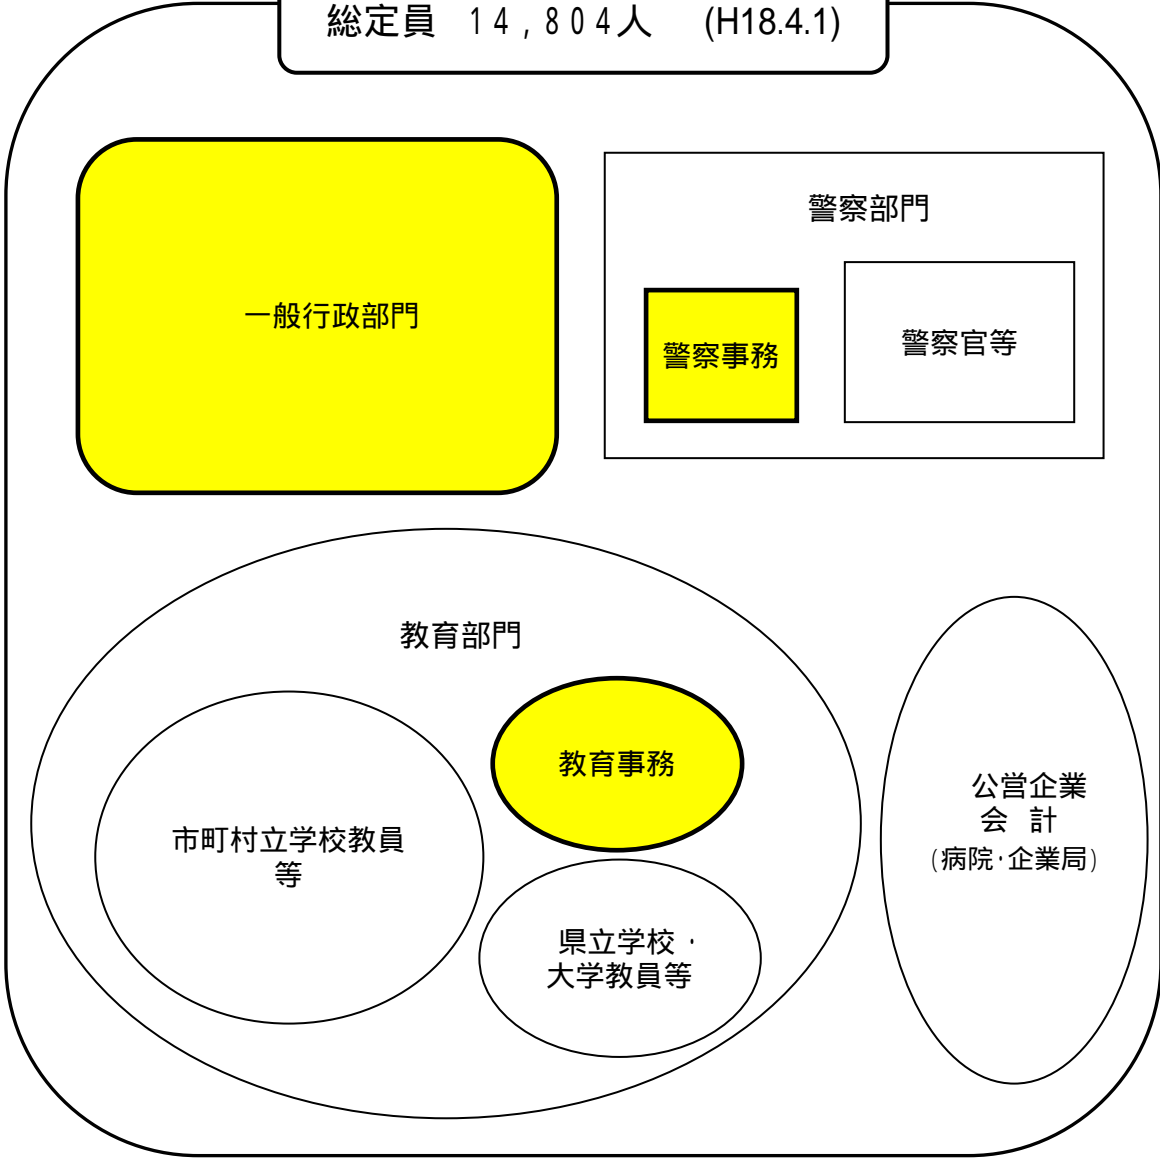 総定員　１４，８０４人　(H18.4.1)
一般行政部門
警察部門
警察事務
警察官等
教育部門
教育事務
市町村立学校教員
等
県立学校・
大学教員等
公営企業
会　計
(病院・企業局)